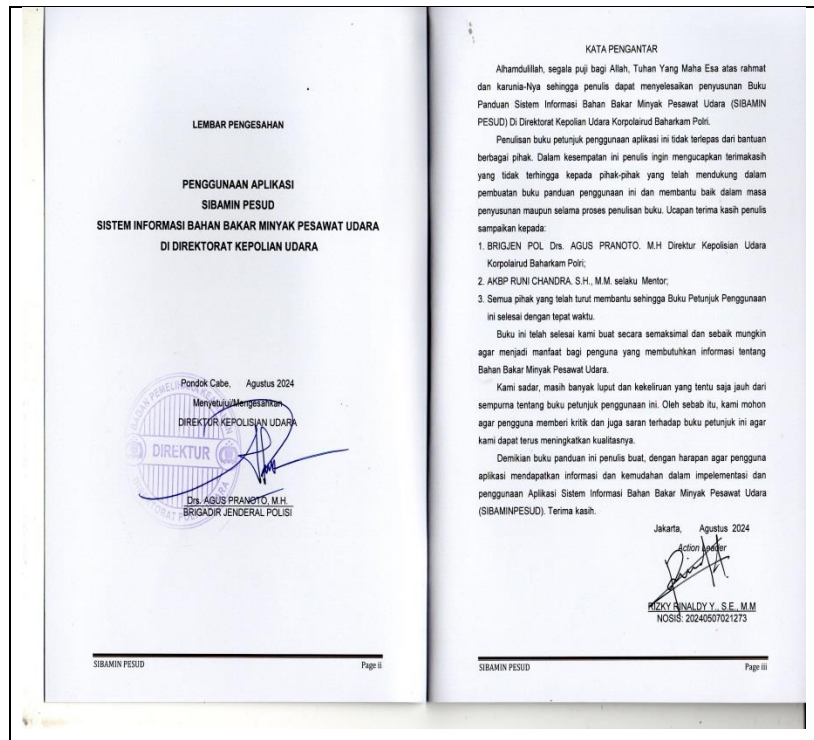 LEMBAR PENGESAHAN
PENGGUNAAN APLIKASI
SIBAMIN PESUD
SISTEM INFORMASI BAHAN BAKAR MINYAK PESAWAT UDARA
DI DIREKTORAT KEPOLIAN UDARA
Pondok Cabe, Agustus 2024
Menyetujui/Mengesahkan
DIREKTUR KEPOLISIAN UDARA
DIREKTUR
Drs. AGUS PRANOTO, M.H.
BRIGADIR JENDERAL POLISI
SIBAMIN PESUD Page ii
KATA PENGANTAR
Alhamdulillah, segala puji bagi Allah, Tuhan Yang Maha Esa atas rahmat
dan karunia-Nya sehingga penulis dapat menyelesaikan penyusunan Buku
Panduan Sistem Informasi Bahan Bakar Minyak Pesawat Udara (SIBAMIN
PESUD) Di Direktorat Kepolian Udara Korpolairud Baharkam Polri.
Penulisan buku petunjuk penggunaan aplikasi ini tidak terlepas dari bantuan
berbagai pihak. Dalam kesempatan ini penulis ingin mengucapkan terimakasih
yang tidak terhingga kepada pihak-pihak yang telah mendukung dalam
pembuatan buku panduan penggunaan ini dan membantu baik dalam masa
penyusunan maupun selama proses penulisan buku. Ucapan terima kasih penulis
sampaikan kepada:
1. BRIGJEN POL Drs. AGUS PRANOTO. M.H Direktur Kepolisian Udara
Korpolairud Baharkam Polri;
2. AKBP RUNI CHANDRA. S.H., M.M. selaku Mentor;
3. Semua pihak yang telah turut membantu sehingga Buku Petunjuk Penggunaan
ini selesai dengan tepat waktu.
Buku ini telah selesai kami buat secara semaksimal dan sebaik mungkin
agar menjadi manfaat bagi penguna yang membutuhkan informasi tentang
Bahan Bakar Minyak Pesawat Udara.
Kami sadar, masih banyak luput dan kekeliruan yang tentu saja jauh dari
sempurna tentang buku petunjuk penggunaan ini. Oleh sebab itu, kami mohon
agar pengguna memberi kritik dan juga saran terhadap buku petunjuk ini agar
kami dapat terus meningkatkan kualitasnya.
Demikian buku panduan ini penulis buat, dengan harapan agar pengguna
aplikasi mendapatkan informasi dan kemudahan dalam impelementasi dan
penggunaan Aplikasi Sistem Informasi Bahan Bakar Minyak Pesawat Udara
(SIBAMINPESUD). Terima kasih.
Jakarta, Agustus 2024
Action Leader
RIZKY RINALDY Y., S.E., M.M
NOSIS: 20240507021273
SIBAMIN PESUD Page iii